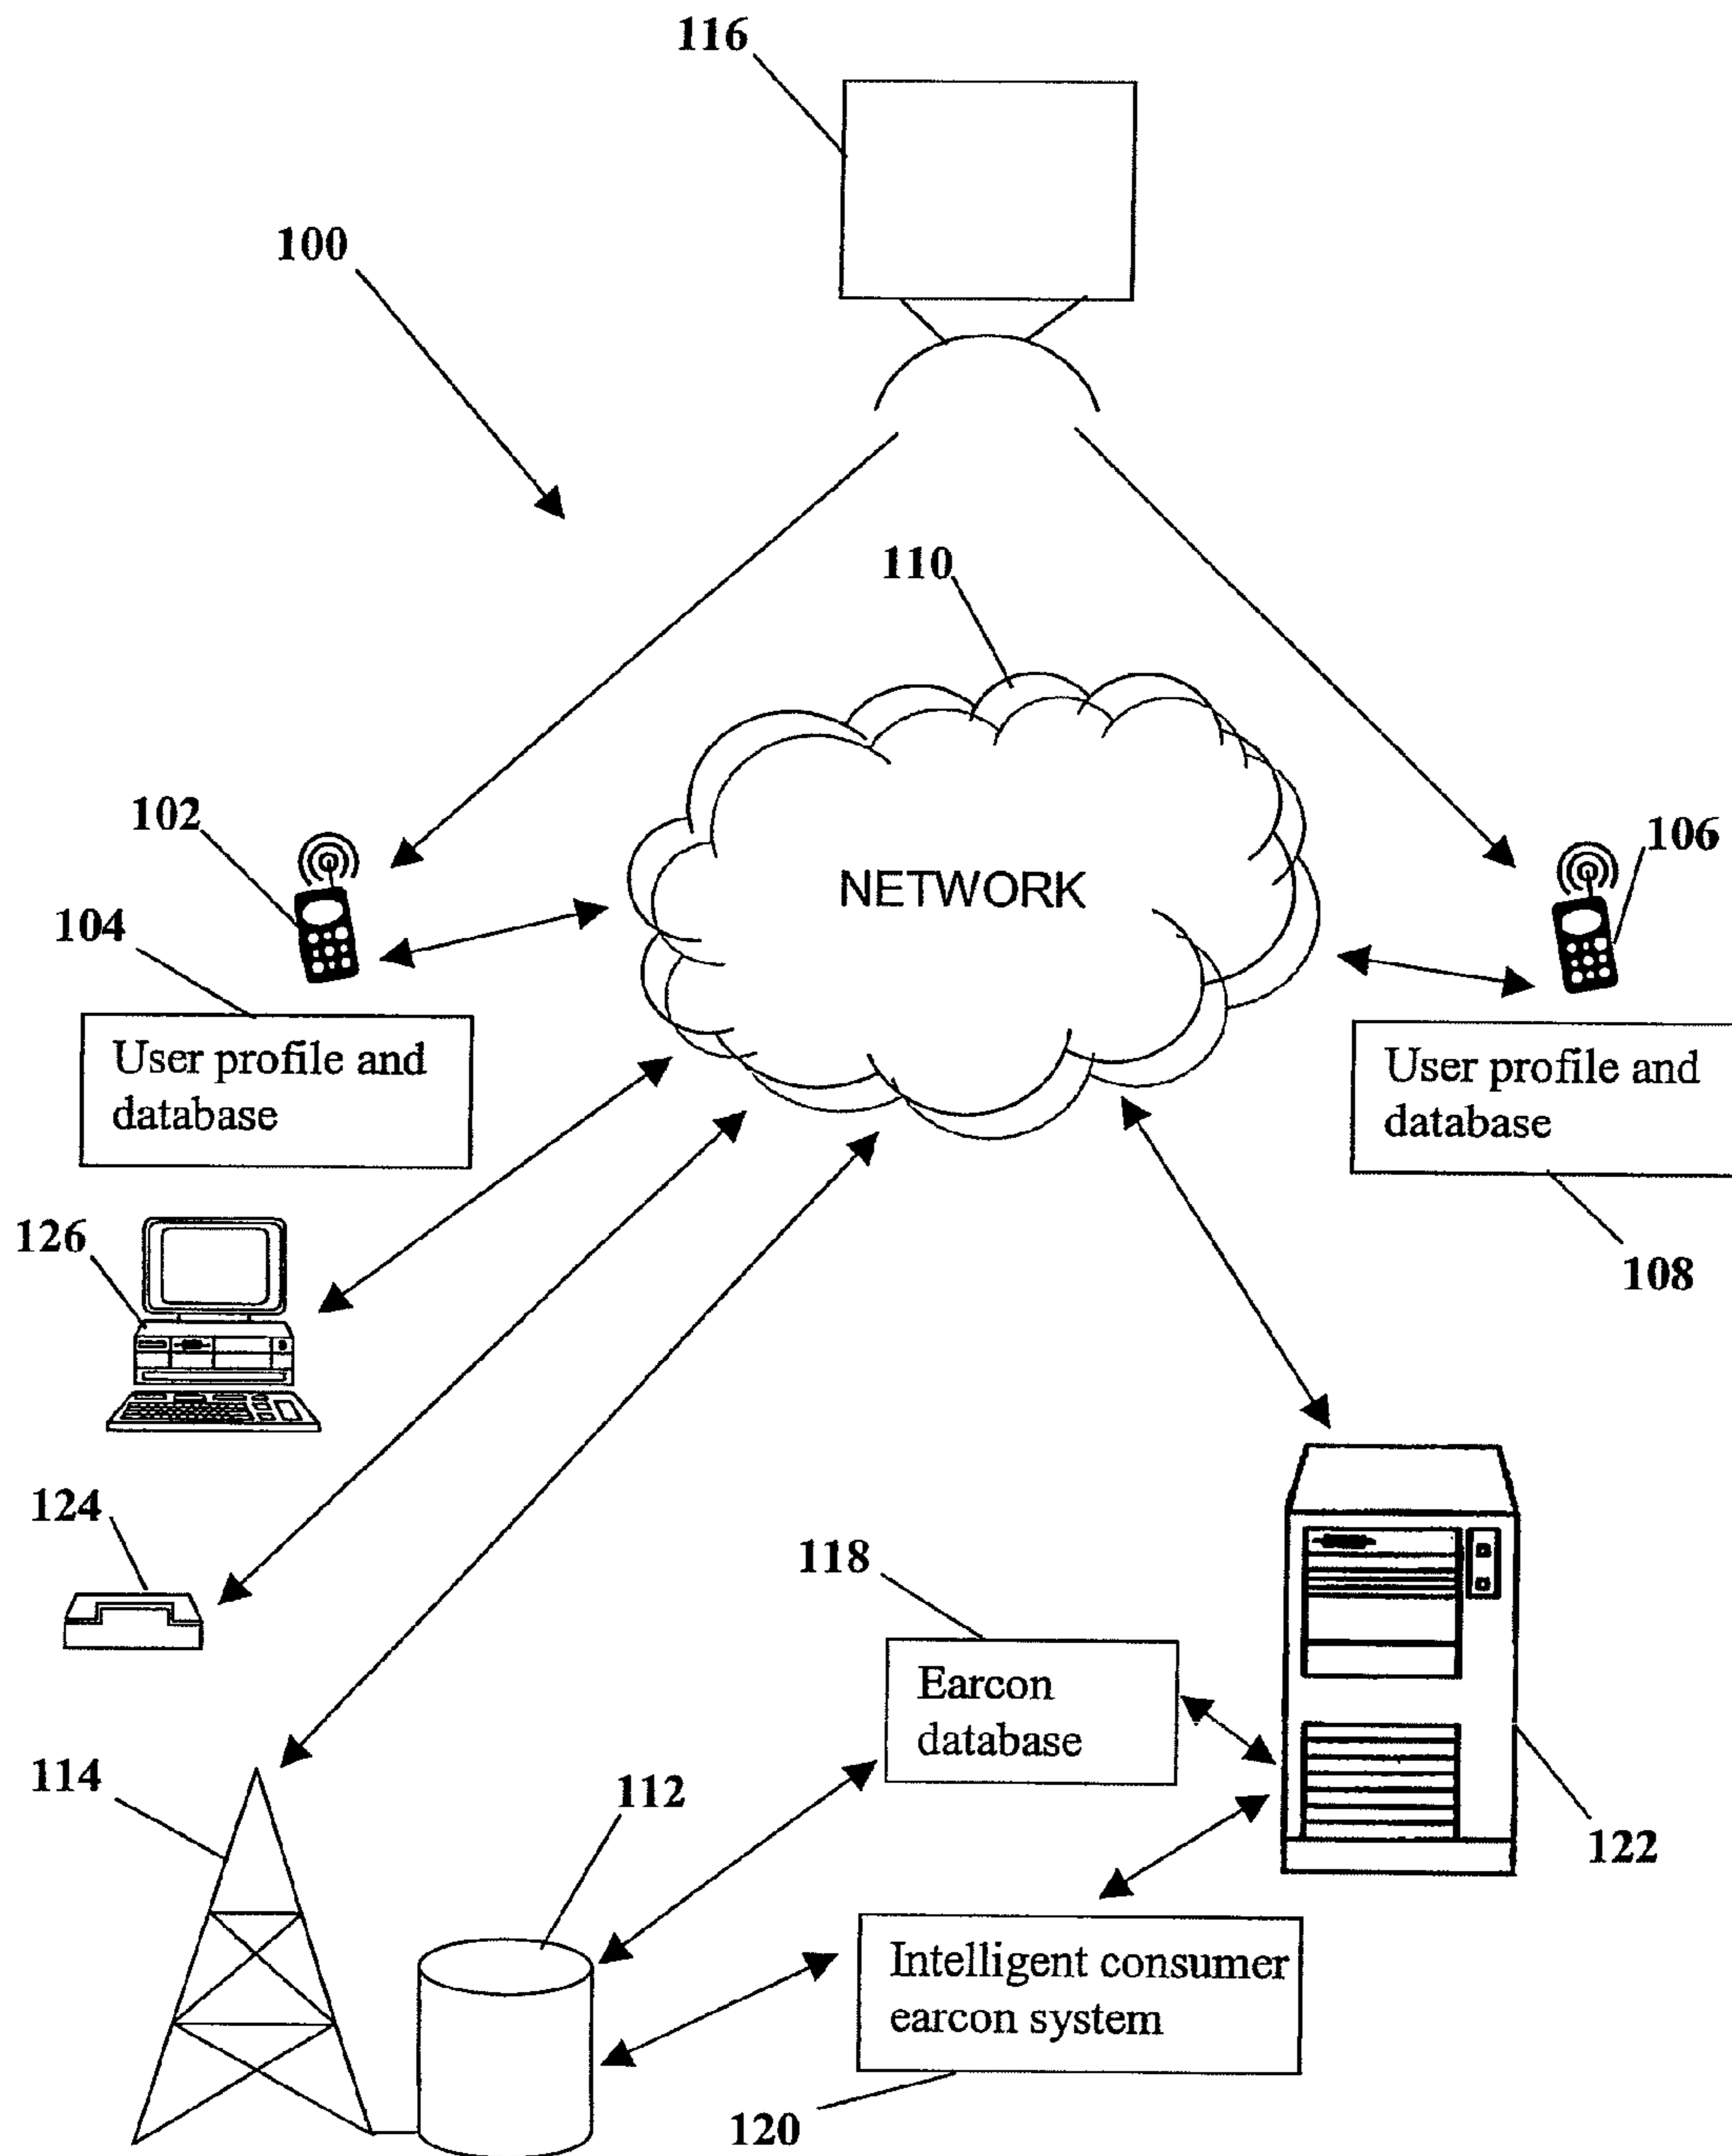 116
100
110
102
106
NETWORK
104
User profile and
database
User profile and
database
126
108
124
118
Earcon
database
114
112
122
Intelligent consumer
earcon system
120